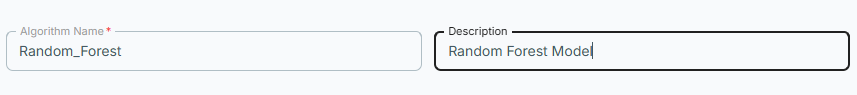 Algorithm Name *
Description
Random_Forest
Random Forest Model